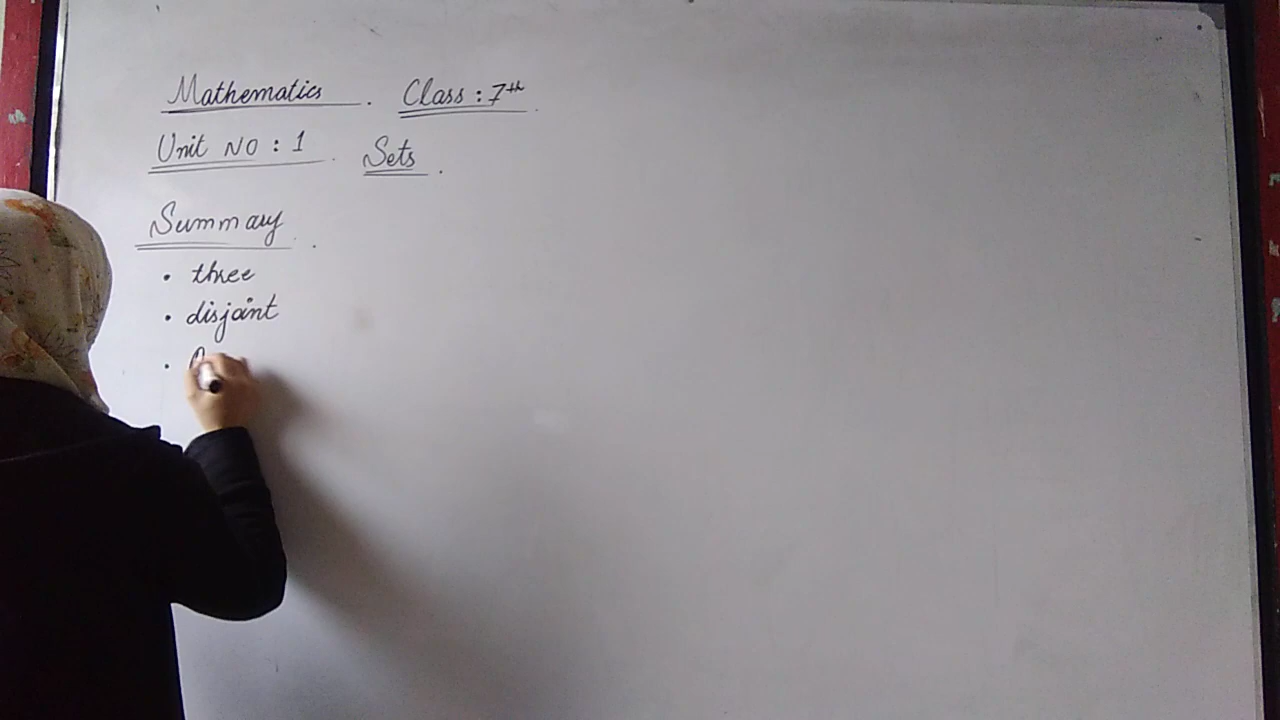 Mathematics. Class : 7th.
Unit NO : 1. Sets.
Summary.
• three
• disjoint
•